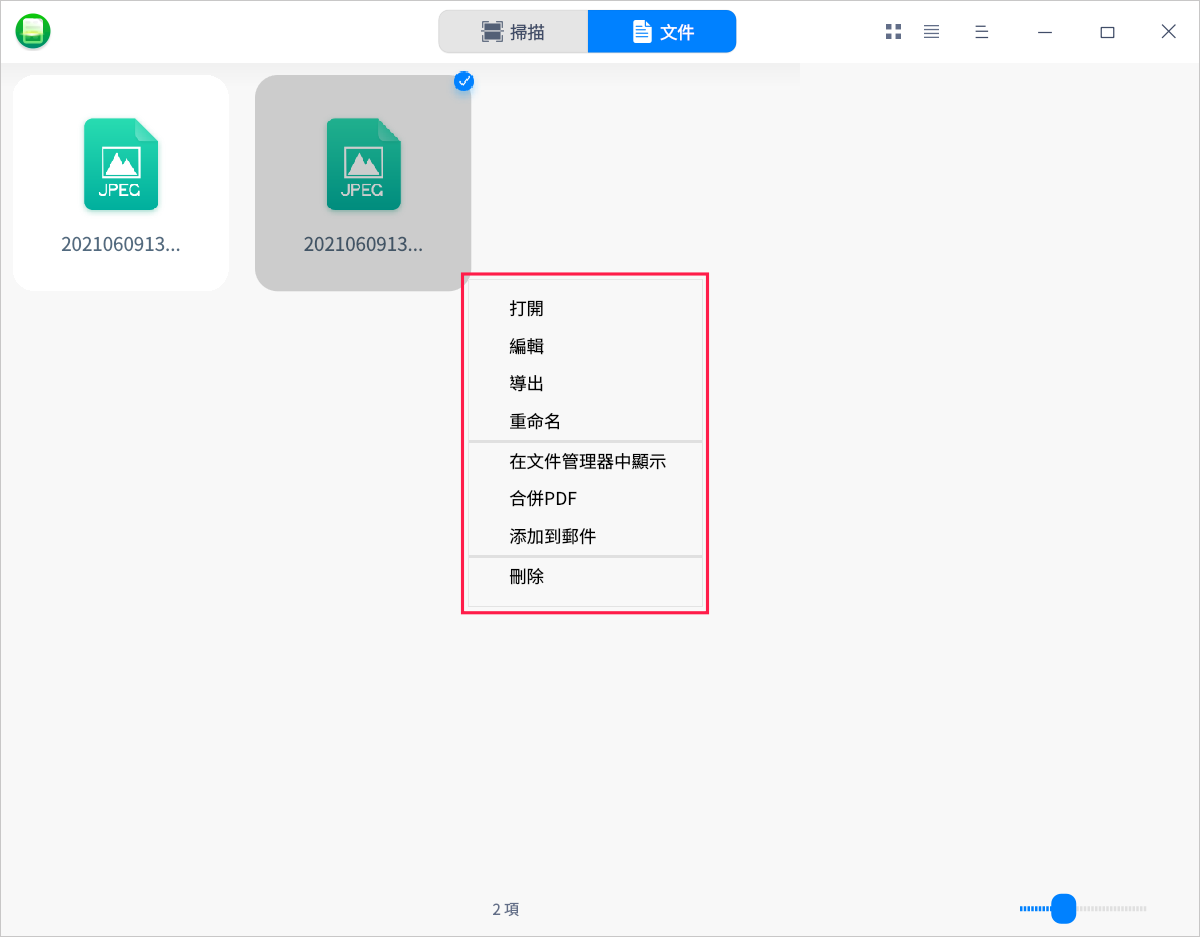 掃描
文件
JPEG
2021060913...
JPEG
2021060913...
打開
編輯
導出
重命名
在文件管理器中顯示
合併PDF
添加到郵件
刪除
2 項